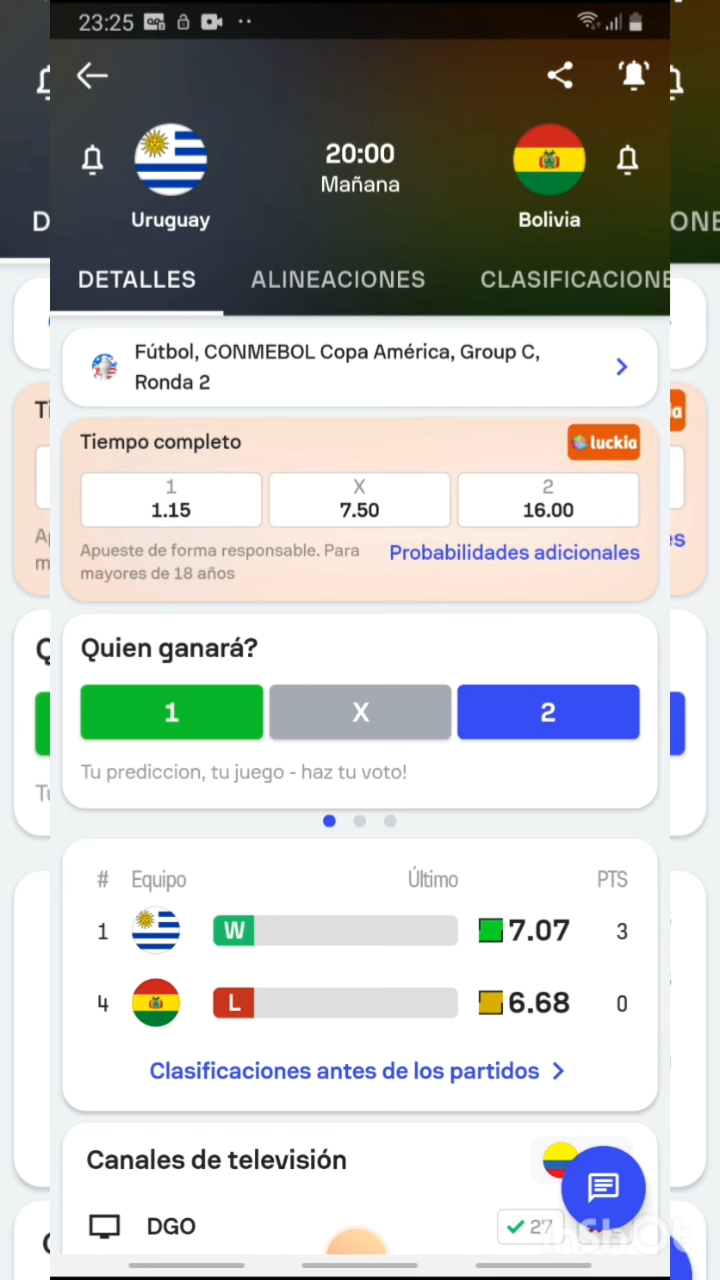 23:25
20:00
Mañana
Uruguay
Bolivia
DETALLES
ALINEACIONES
CLASIFICACIONE
Fútbol, CONMEBOL Copa América, Group C,
Ronda 2
Tiempo completo
luckia
1
1.15
X
7.50
2
16.00
Apueste de forma responsable. Para
mayores de 18 años
Probabilidades adicionales
Quien ganará?
1
X
2
Tu prediccion, tu juego - haz tu voto!
# Equipo Último PTS
1 W 7.07 3
4 L 6.68 0
Clasificaciones antes de los partidos
Canales de televisión
DGO
27
InShOt